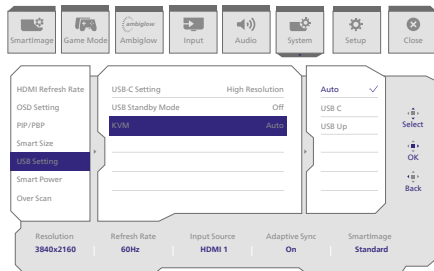 SmartImage
Game Mode
ambiglow
Ambiglow
Input
Audio
System
Setup
Close
HDMI Refresh Rate
OSD Setting
PIP/PBP
Smart Size
USB Setting
Smart Power
Over Scan
USB-C Setting High Resolution
USB Standby Mode Off
KVM Auto
Auto
USB C
USB Up
Select
OK
Back
Resolution Refresh Rate Input Source Adaptive Sync SmartImage
3840x2160 60Hz HDMI 1 On Standard